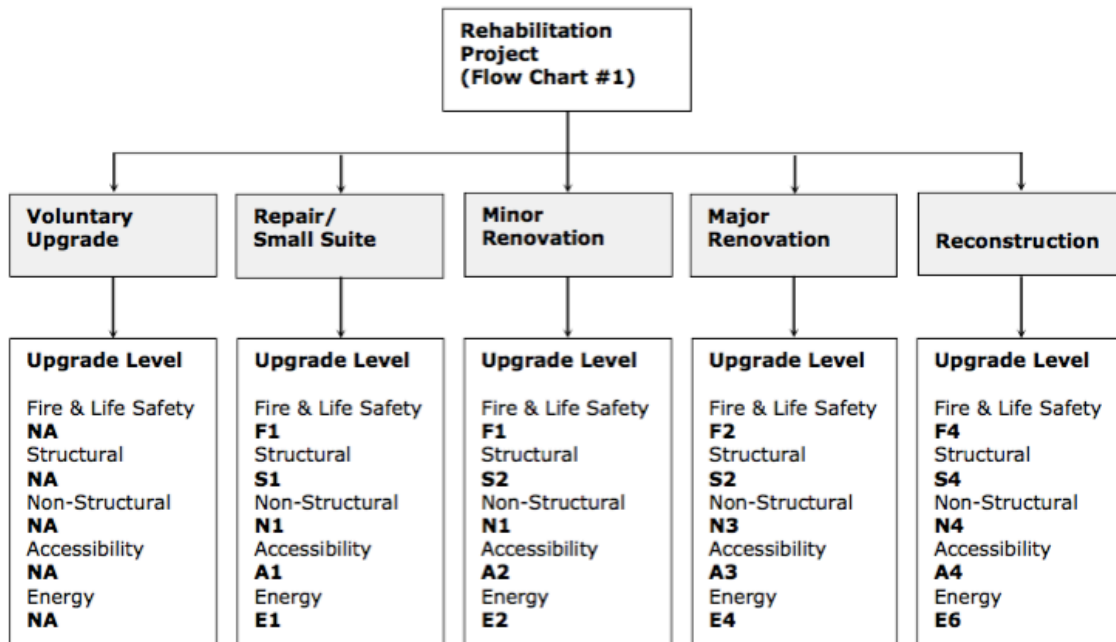 Rehabilitation
Project
(Flow Chart #1)
Voluntary
Upgrade
Repair/
Small Suite
Minor
Renovation
Major
Renovation
Reconstruction
Upgrade Level
Fire & Life Safety
NA
Structural
NA
Non-Structural
NA
Accessibility
NA
Energy
NA
Upgrade Level
Fire & Life Safety
F1
Structural
S1
Non-Structural
N1
Accessibility
A1
Energy
E1
Upgrade Level
Fire & Life Safety
F1
Structural
S2
Non-Structural
N1
Accessibility
A2
Energy
E2
Upgrade Level
Fire & Life Safety
F2
Structural
S2
Non-Structural
N3
Accessibility
A3
Energy
E4
Upgrade Level
Fire & Life Safety
F4
Structural
S4
Non-Structural
N4
Accessibility
A4
Energy
E6